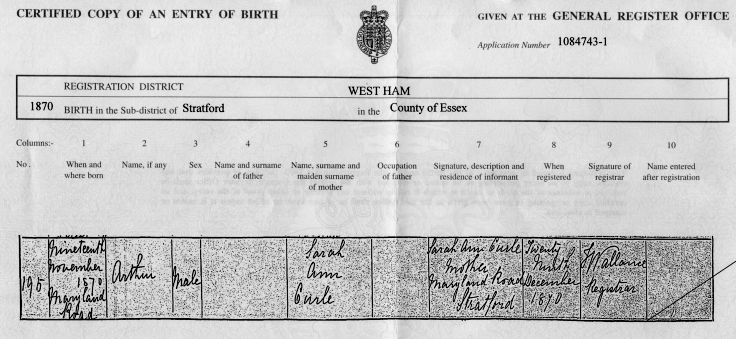 CERTIFIED COPY OF AN ENTRY OF BIRTH
GIVEN AT THE GENERAL REGISTER OFFICE
Application Number 1084743-1
REGISTRATION DISTRICT WEST HAM
1870 BIRTH in the Sub-district of Stratford in the County of Essex
Columns:- 1 2 3 4 5 6 7 8 9 10
No. When and where born Name, if any Sex Name and surname of father Name, surname and maiden surname of mother Occupation of father Signature, description and residence of informant When registered Signature of registrar Name entered after registration
195 Nineteenth November 1870 Maryland Road
Arthur
Male
Sarah Ann Curle
Sarah Ann Curle Mother Maryland Road Stratford
Twenty Ninth December 1870
Wallance Registrar